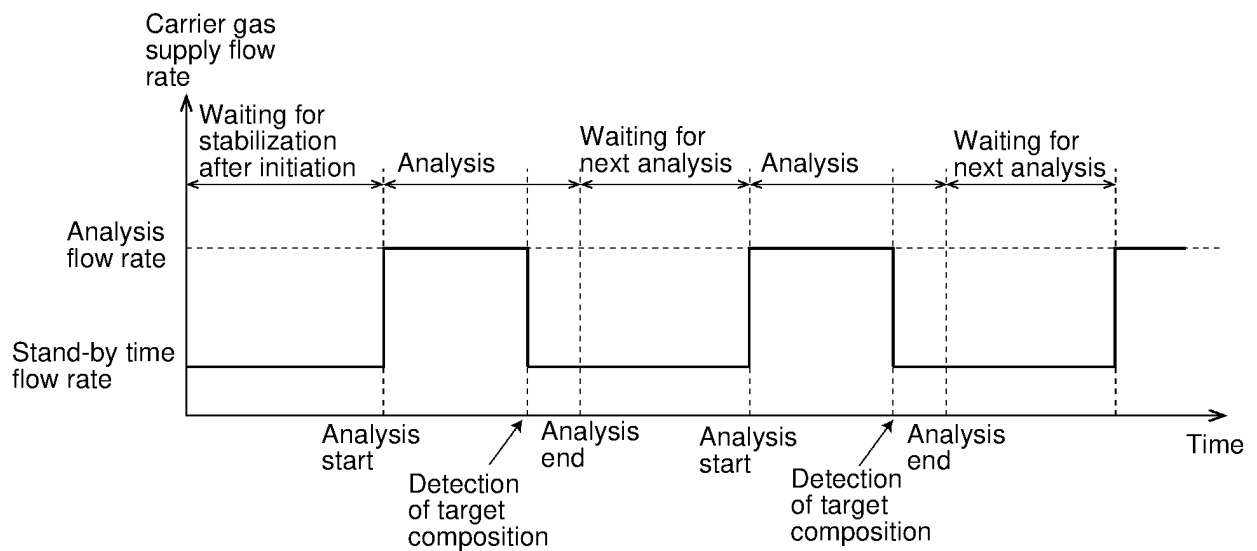 Carrier gas
supply flow
rate
Waiting for
stabilization
after initiation
Analysis
Waiting for
next analysis
Analysis
Waiting for
next analysis
Analysis
flow rate
Stand-by time
flow rate
Analysis
start
Detection
of target
composition
Analysis
end
Analysis
start
Detection
of target
composition
Analysis
end
Time